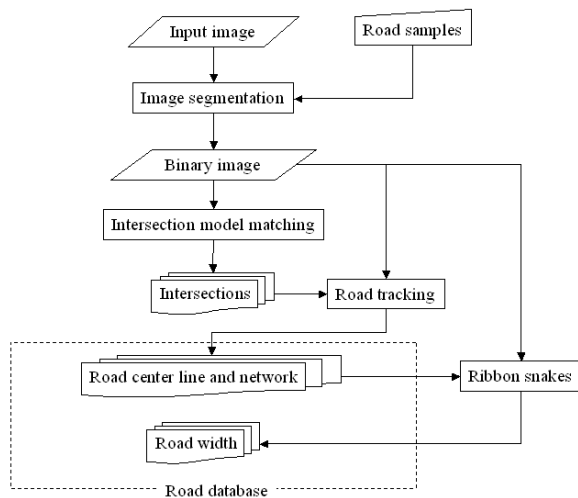 Input image
Road samples
Image segmentation
Binary image
Intersection model matching
Intersections
Road tracking
Road center line and network
Ribbon snakes
Road width
Road database